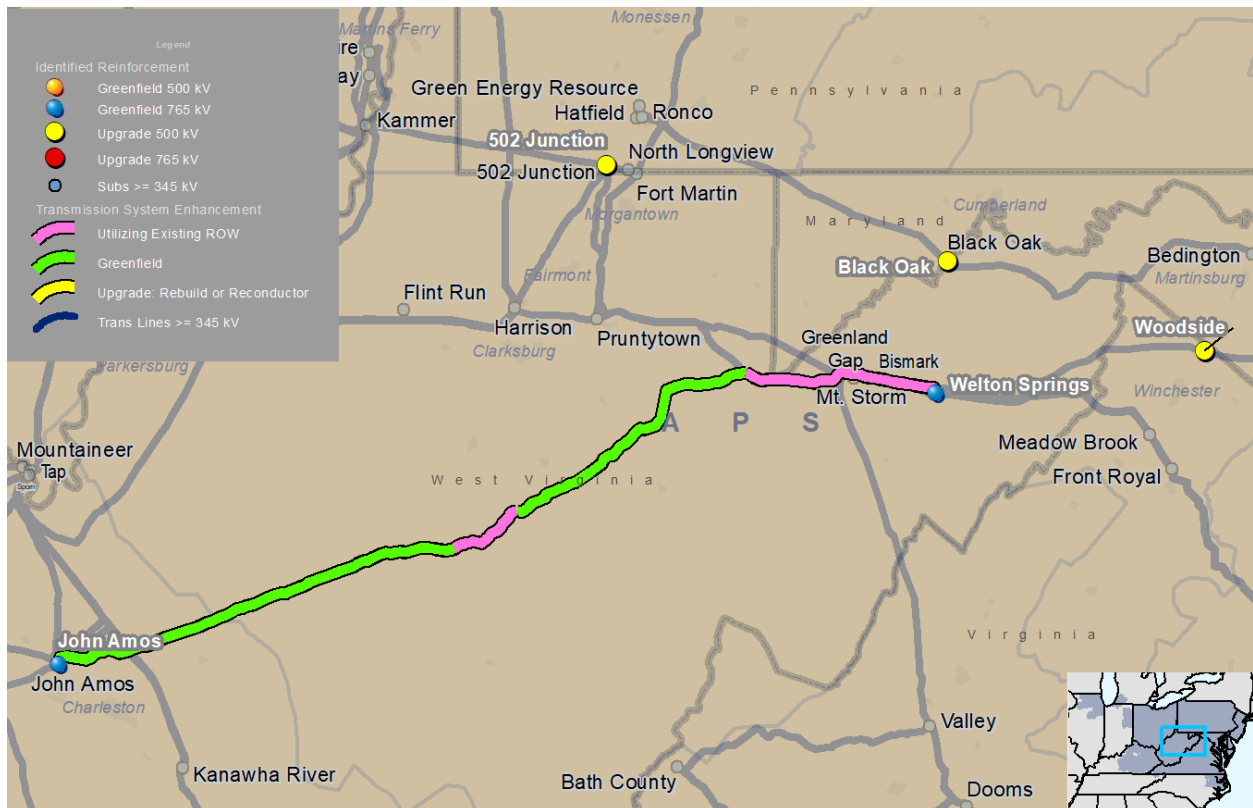 Legend
Identified Reinforcement
Greenfield 500 kV
Greenfield 765 kV
Upgrade 500 kV
Upgrade 765 kV
Subs >= 345 kV
Transmission System Enhancement
Utilizing Existing ROW
Greenfield
Upgrade: Rebuild or Reconductor
Trans Lines >= 345 kV
Monessen
Martins Ferry
ire
ay
Kammer
Green Energy Resource
Hatfield
Ronco
Pennsylvania
502 Junction
North Longview
502 Junction
Fort Martin
Morgantown
Maryland
Cumberland
Black Oak
Black Oak
Bedington
Martinsburg
Fairmont
Flint Run
Harrison
Clarksburg
Pruntytown
Greenland
Gap
Bismark
Mt. Storm
Woodside
Welton Springs
Winchester
Parkersburg
A P S
Meadow Brook
Front Royal
Mountaineer
Tap
Sporn
West Virginia
John Amos
John Amos
Charleston
Virginia
Kanawha River
Valley
Bath County
Dooms